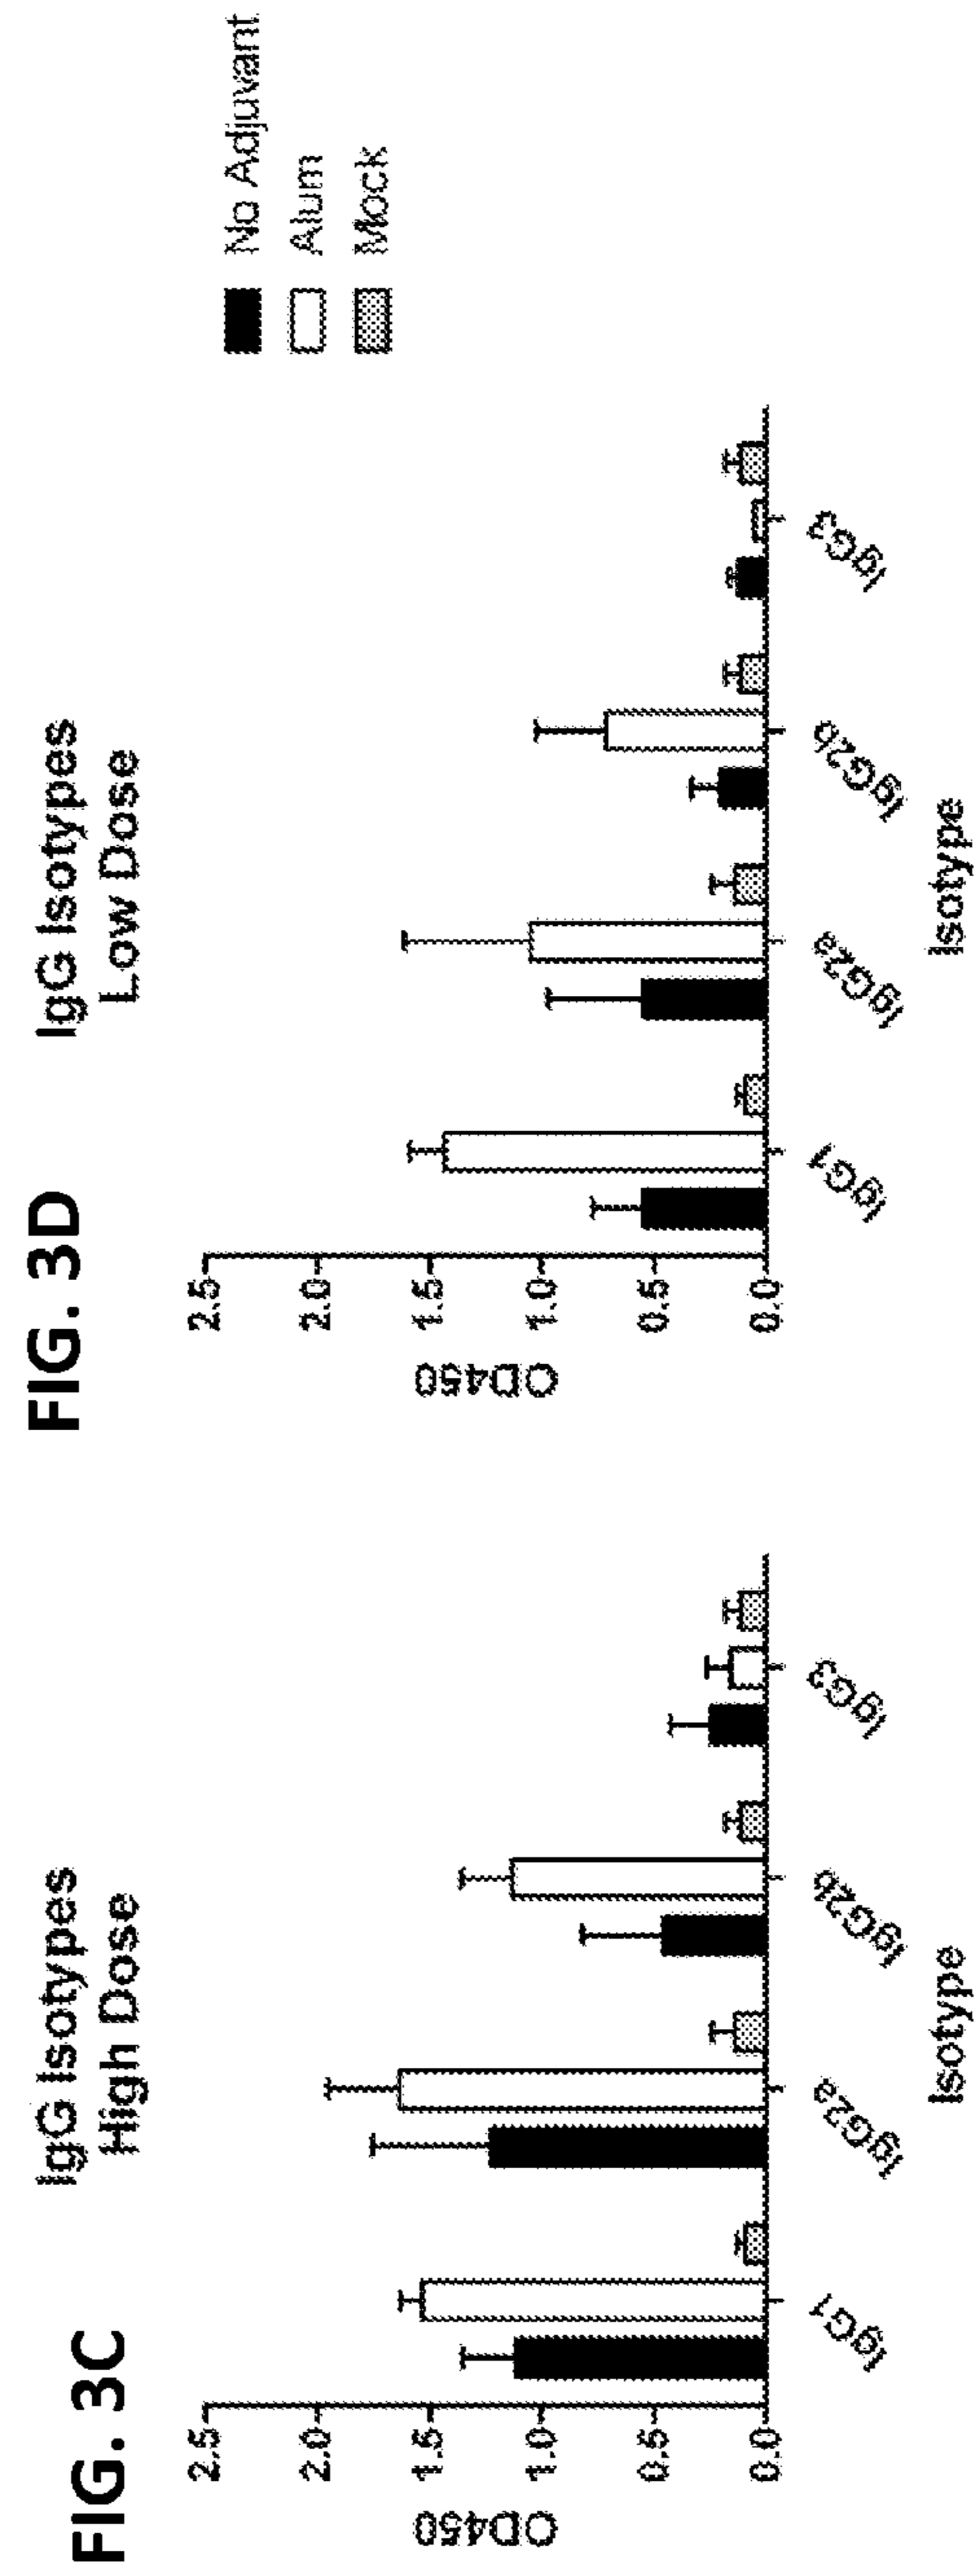 FIG. 3C
IgG Isotypes
High Dose
OD450
2.5
2.0
1.5
1.0
0.5
0.0
IgG1
IgG2a
IgG2b
IgG3
Isotype
FIG. 3D
IgG Isotypes
Low Dose
OD450
2.5
2.0
1.5
1.0
0.5
0.0
IgG1
IgG2a
IgG2b
IgG3
Isotype
No Adjuvant
Alum
Mock